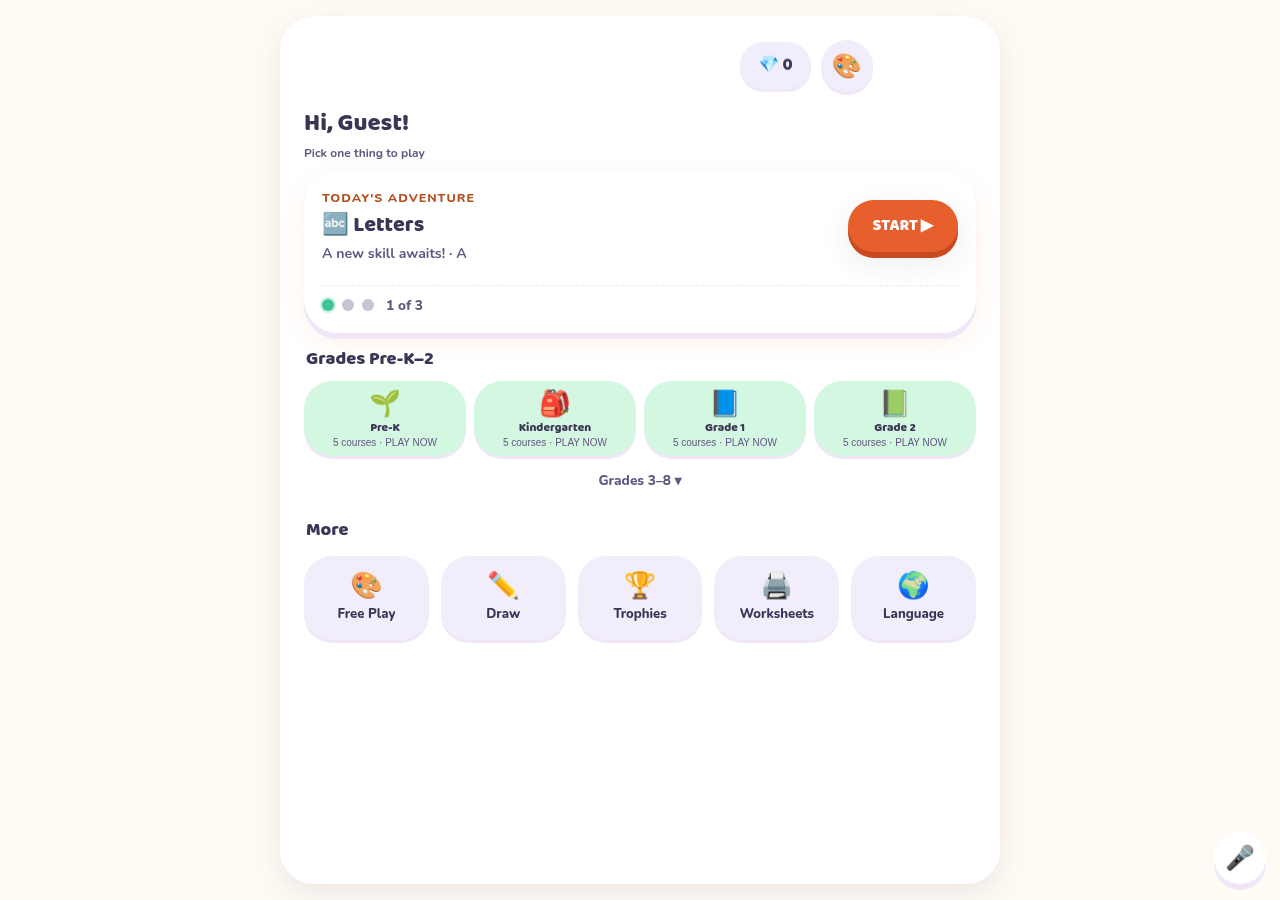 0
Hi, Guest!
Pick one thing to play
TODAY'S ADVENTURE
🔤 Letters
A new skill awaits! · A
START ▶
1 of 3
Grades Pre-K–2
Pre-K
5 courses · PLAY NOW
Kindergarten
5 courses · PLAY NOW
Grade 1
5 courses · PLAY NOW
Grade 2
5 courses · PLAY NOW
Grades 3–8 ▾
More
Free Play
Draw
Trophies
Worksheets
Language